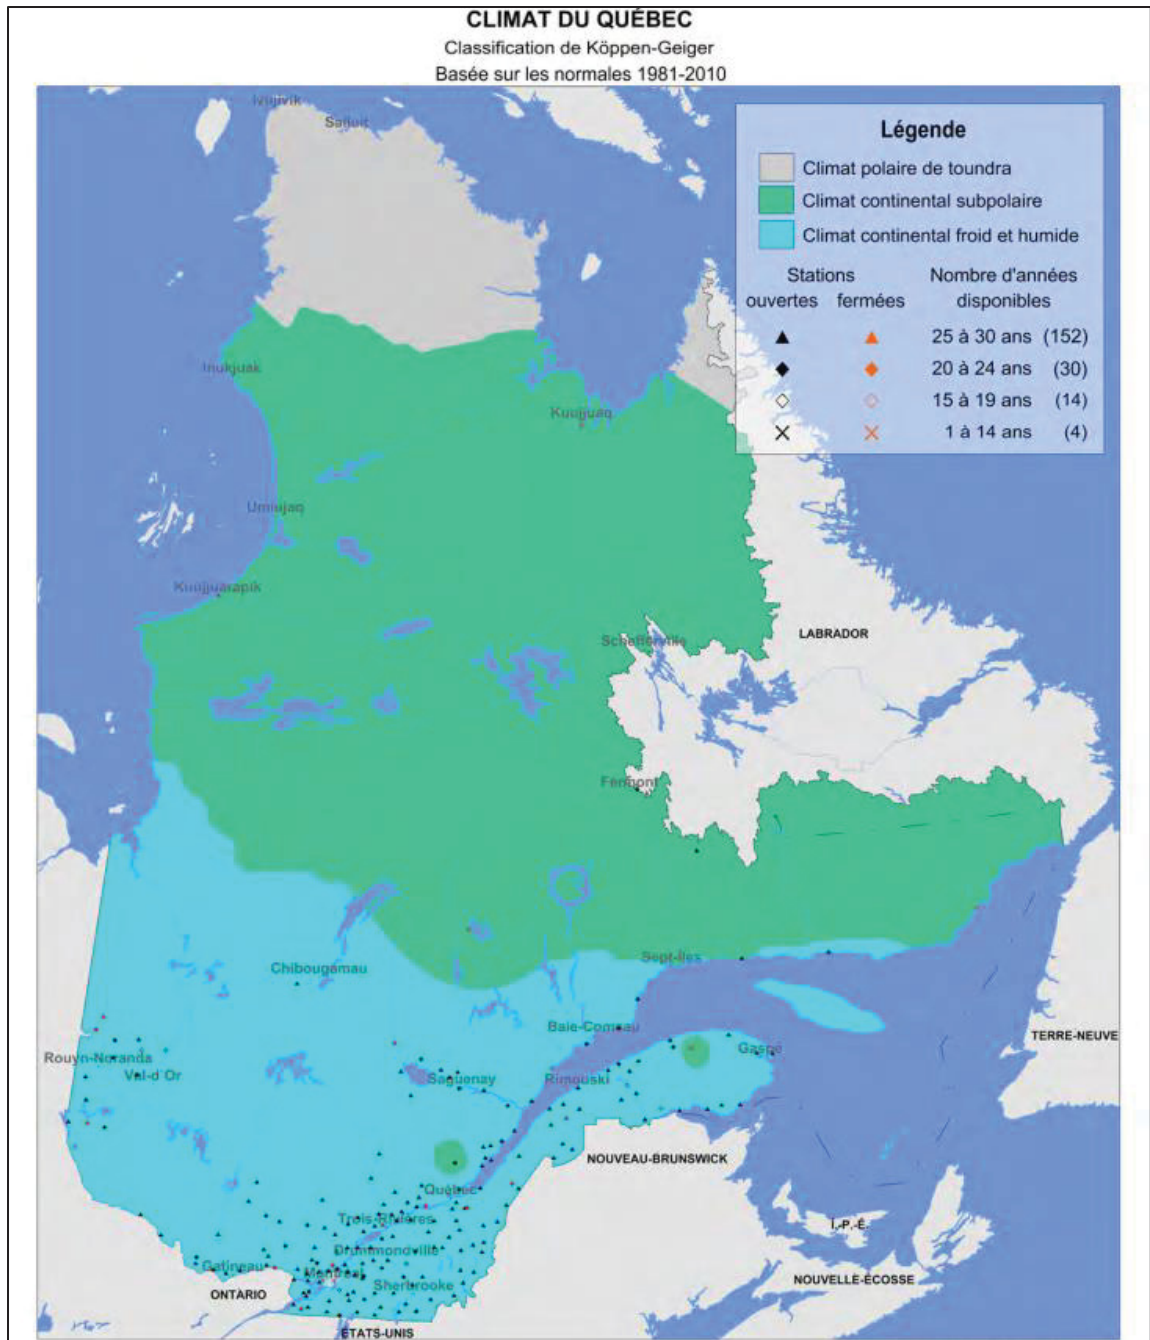 CLIMAT DU QUÉBEC
Classification de Köppen-Geiger
Basée sur les normales 1981-2010
Légende
Climat polaire de toundra
Climat continental subpolaire
Climat continental froid et humide
Stations Nombre d'années
ouvertes fermées disponibles
25 à 30 ans (152)
20 à 24 ans (30)
15 à 19 ans (14)
1 à 14 ans (4)
Ivujivik
Salluit
Inukjuak
Kuujjuaq
Umiujaq
Kuujjuarapik
Schefferville
LABRADOR
Fermont
Sept-Îles
Chibougamau
Baie-Comeau
TERRE-NEUVE
Rouyn-Noranda
Gaspé
Val-d'Or
Saguenay
Rimouski
NOUVEAU-BRUNSWICK
Québec
Trois-Rivières
Î.-P.-É.
Drummondville
Gatineau
Montréal
NOUVELLE-ÉCOSSE
Sherbrooke
ONTARIO
ÉTATS-UNIS